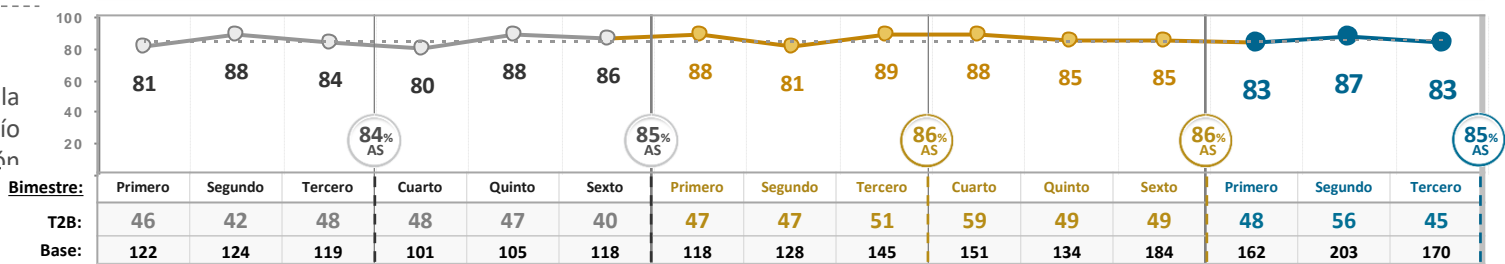 100
80
60
40
20
la
ío
81 88 84 80 88 86 88 81 89 88 85 85 83 87 83
84% AS 85% AS 86% AS 86% AS 85% AS
Bimestre: Primero Segundo Tercero Cuarto Quinto Sexto Primero Segundo Tercero Cuarto Quinto Sexto Primero Segundo Tercero
T2B: 46 42 48 48 47 40 47 47 51 59 49 49 48 56 45
Base: 122 124 119 101 105 118 118 128 145 151 134 184 162 203 170